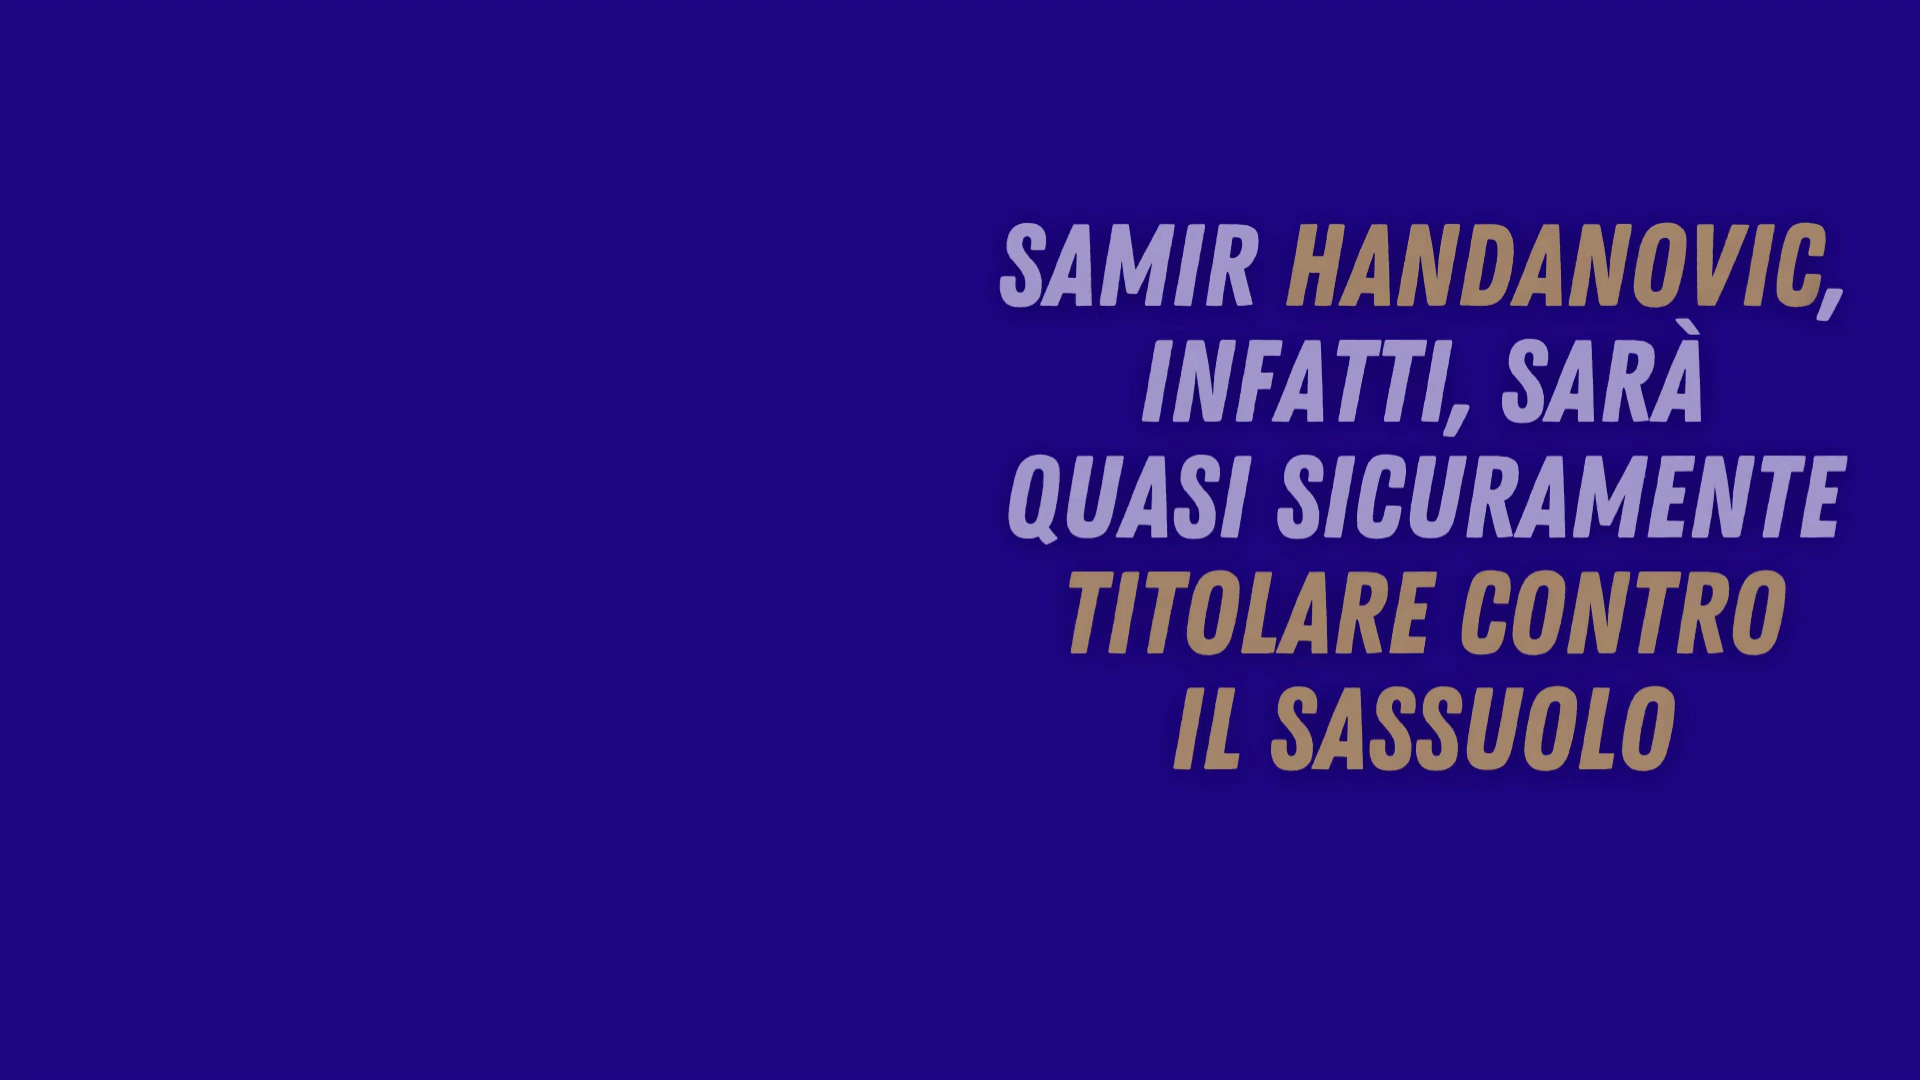 SAMIR HANDANOVIC,
INFATTI, SARÀ
QUASI SICURAMENTE
TITOLARE CONTRO
IL SASSUOLO